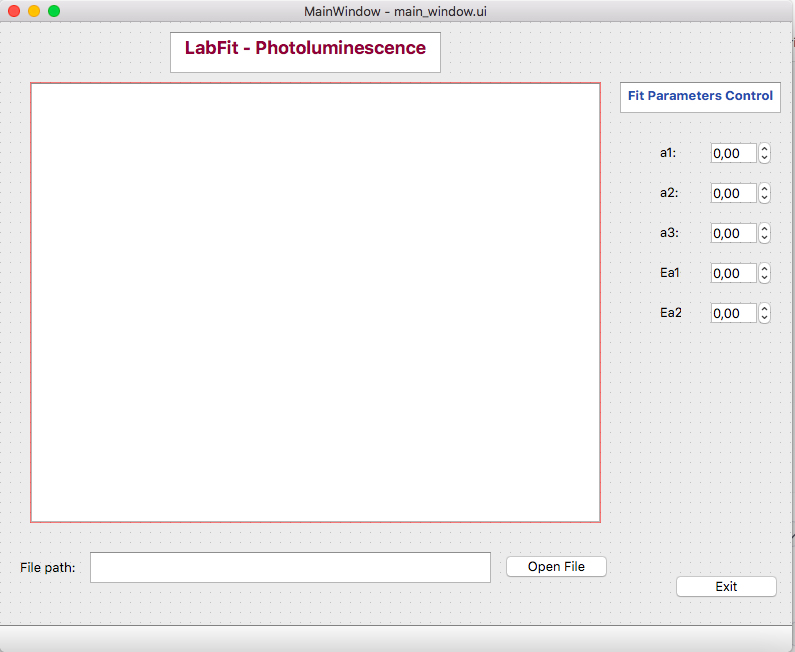 MainWindow - main_window.ui
LabFit - Photoluminescence
Fit Parameters Control
a1: 0,00
a2: 0,00
a3: 0,00
Ea1 0,00
Ea2 0,00
File path:
Open File
Exit